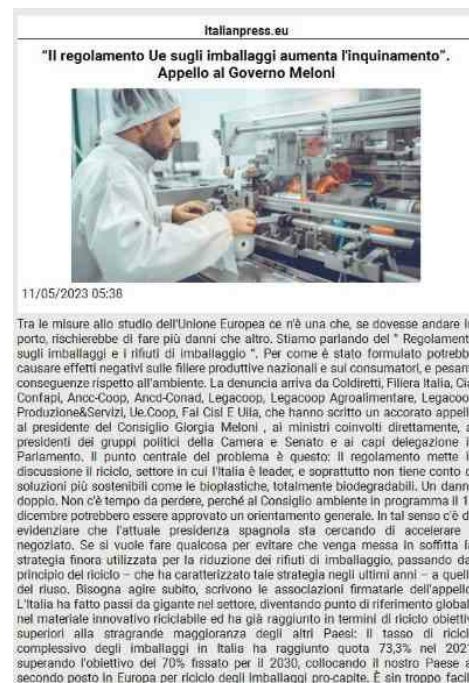 Italianpress.eu
“Il regolamento Ue sugli imballaggi aumenta l'inquinamento”.
Appello al Governo Meloni
11/05/2023 05:38
Tra le misure allo studio dell'Unione Europea ce n'è una che, se dovesse andare in
porto, rischierebbe di fare più danni che altro. Stiamo parlando del " Regolament
sugli imballaggi e i rifiuti di imballaggio ". Per come è stato formulato potrebb
causare effetti negativi sulle filiere produttive nazionali e sui consumatori, e pesan
conseguenze rispetto all'ambiente. La denuncia arriva da Coldiretti, Filiera Italia, Cia
Confapi, Ancc-Coop, Ancd-Conad, Legacoop, Legacoop Agroalimentare, Legacoo
Produzione&Servizi, Ue.Coop, Fai Cisl E Uila, che hanno scritto un accorato appell
al presidente del Consiglio Giorgia Meloni , ai ministri coinvolti direttamente, a
presidenti dei gruppi politici della Camera e Senato e ai capi delegazione i
Parlamento. Il punto centrale del problema è questo: il regolamento mette i
discussione il riciclo, settore in cui l'Italia è leader, e soprattutto non tiene conto d
soluzioni più sostenibili come le bioplastiche, totalmente biodegradabili. Un dann
doppio. Non c'è tempo da perdere, perché al Consiglio ambiente in programma il 1
dicembre potrebbero essere approvato un orientamento generale. In tal senso c'è d
evidenziare che l'attuale presidenza spagnola sta cercando di accelerare
negoziato. Se si vuole fare qualcosa per evitare che venga messa in soffitta la
strategia finora utilizzata per la riduzione dei rifiuti di imballaggio, passando da
principio del riciclo – che ha caratterizzato tale strategia negli ultimi anni – a quell
del riuso. Bisogna agire subito, scrivono le associazioni firmatarie dell'appello
L'Italia ha fatto passi da gigante nel settore, diventando punto di riferimento global
nel materiale innovativo riciclabile ed ha già raggiunto in termini di riciclo obiettiv
superiori alla stragrande maggioranza degli altri Paesi: il tasso di ricicl
complessivo degli imballaggi in Italia ha raggiunto quota 73,3% nel 2021
superando l'obiettivo del 70% fissato per il 2030, collocando il nostro Paese a
secondo posto in Europa per riciclo degli imballaggi pro-capite. È sin troppo facil